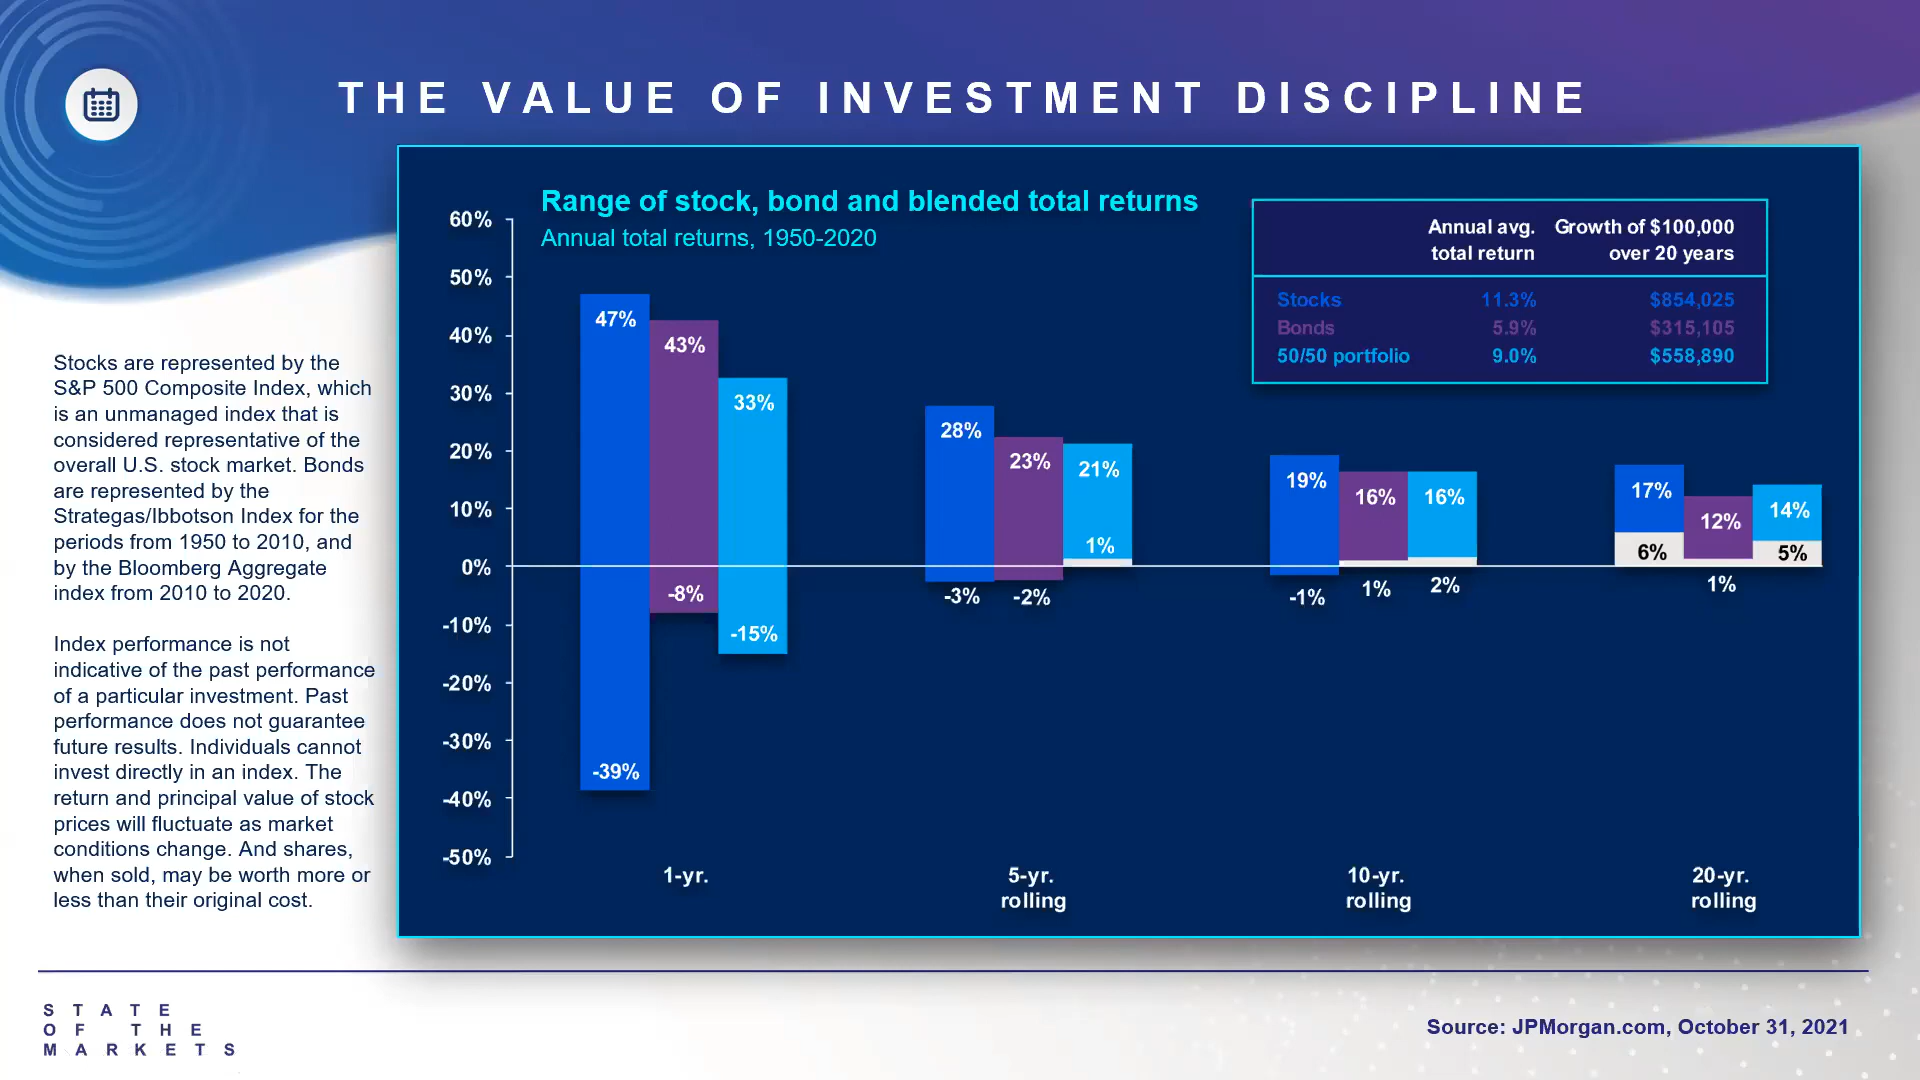 THE VALUE OF INVESTMENT DISCIPLINE
Stocks are represented by the
S&P 500 Composite Index, which
is an unmanaged index that is
considered representative of the
overall U.S. stock market. Bonds
are represented by the
Strategas/Ibbotson Index for the
periods from 1950 to 2010, and
by the Bloomberg Aggregate
index from 2010 to 2020.
Index performance is not
indicative of the past performance
of a particular investment. Past
performance does not guarantee
future results. Individuals cannot
invest directly in an index. The
return and principal value of stock
prices will fluctuate as market
conditions change. And shares,
when sold, may be worth more or
less than their original cost.
Range of stock, bond and blended total returns
Annual total returns, 1950-2020
Annual avg. Growth of $100,000
total return over 20 years
Stocks 11.3% $854,025
Bonds 5.9% $315,105
50/50 portfolio 9.0% $558,890
60%
50%
40%
30%
20%
10%
0%
-10%
-20%
-30%
-40%
-50%
47% 43% 33%
-39% -8% -15%
28% 23% 21%
-3% -2% 1%
19% 16% 16%
-1% 1% 2%
17% 12% 14%
6% 1% 5%
1-yr.
5-yr.
rolling
10-yr.
rolling
20-yr.
rolling
STATE
OF THE
MARKETS
Source: JPMorgan.com, October 31, 2021